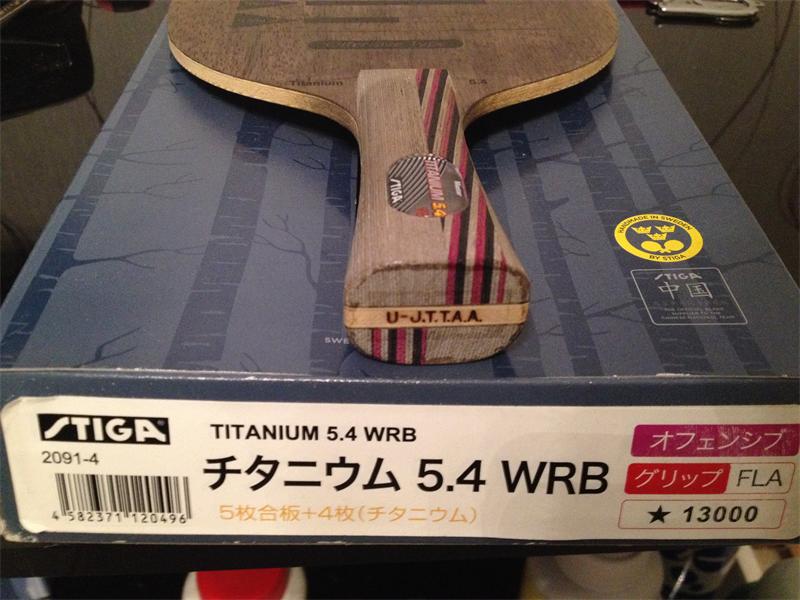 Titanium 5.4
STIGA
TITANIUM 5.4
U-J.T.T.A.A.
HANDMADE IN SWEDEN
BY STIGA
STIGA
中国
SWE
STIGA
TITANIUM 5.4 WRB
2091-4
チタニウム 5.4 WRB
4 582371 120496
5枚合板+4枚(チタニウム)
オフェンシブ
グリップ FLA
★ 13000